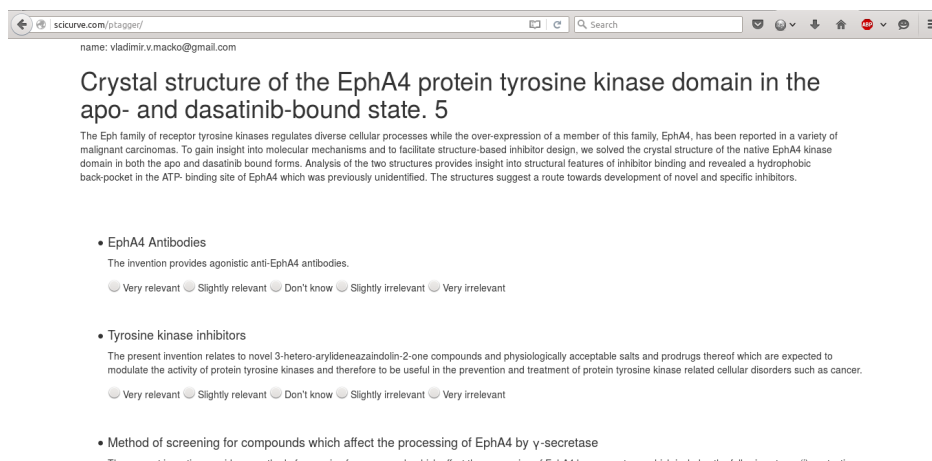 scicurve.com/ptagger/
Search
ABP
name: vladimir.v.macko@gmail.com
Crystal structure of the EphA4 protein tyrosine kinase domain in the
apo- and dasatinib-bound state. 5
The Eph family of receptor tyrosine kinases regulates diverse cellular processes while the over-expression of a member of this family, EphA4, has been reported in a variety of
malignant carcinomas. To gain insight into molecular mechanisms and to facilitate structure-based inhibitor design, we solved the crystal structure of the native EphA4 kinase
domain in both the apo and dasatinib bound forms. Analysis of the two structures provides insight into structural features of inhibitor binding and revealed a hydrophobic
back-pocket in the ATP- binding site of EphA4 which was previously unidentified. The structures suggest a route towards development of novel and specific inhibitors.
• EphA4 Antibodies
The invention provides agonistic anti-EphA4 antibodies.
Very relevant Slightly relevant Don't know Slightly irrelevant Very irrelevant
• Tyrosine kinase inhibitors
The present invention relates to novel 3-hetero-arylideneazaindolin-2-one compounds and physiologically acceptable salts and prodrugs thereof which are expected to
modulate the activity of protein tyrosine kinases and therefore to be useful in the prevention and treatment of protein tyrosine kinase related cellular disorders such as cancer.
Very relevant Slightly relevant Don't know Slightly irrelevant Very irrelevant
• Method of screening for compounds which affect the processing of EphA4 by γ-secretase